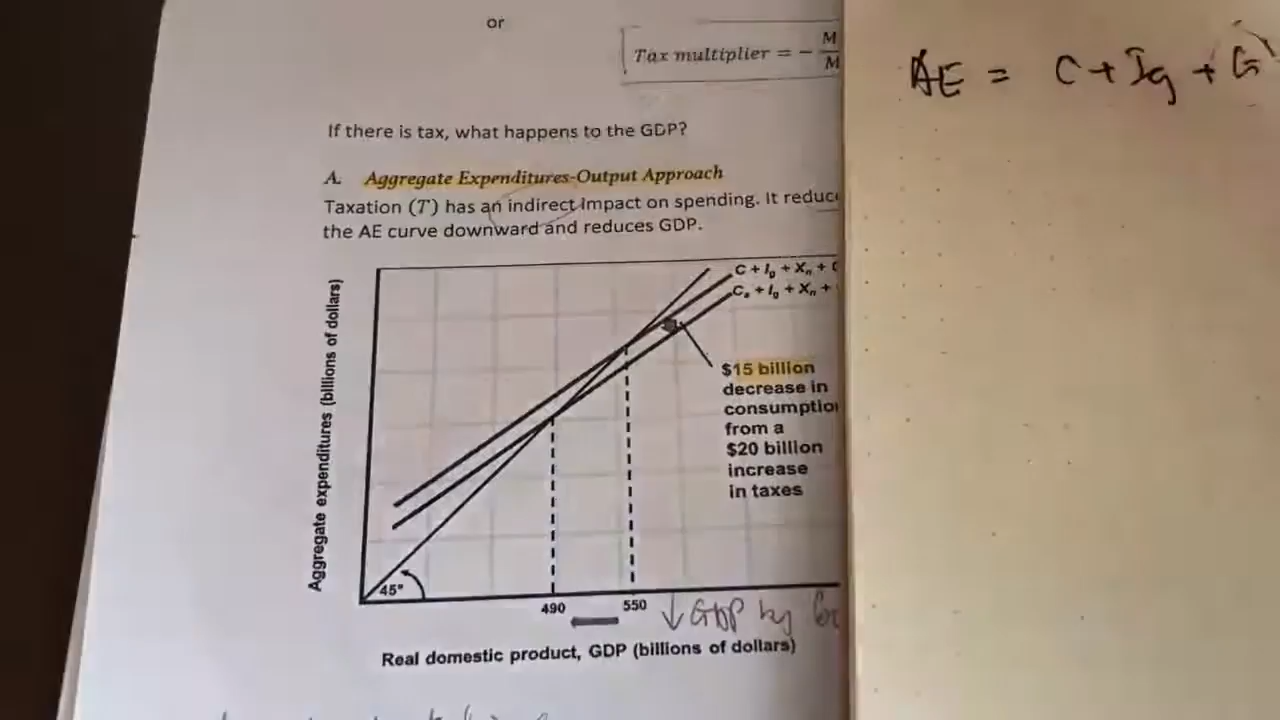 or
Tax multiplier = − M
M
AE = C + Ig + G
If there is tax, what happens to the GDP?
A. Aggregate Expenditures-Output Approach
Taxation (T) has an indirect impact on spending. It reduc
the AE curve downward and reduces GDP.
C + Ig + Xn +
Ca + Ig + Xn +
Aggregate expenditures (billions of dollars)
$15 billion
decrease in
consumptio
from a
$20 billion
increase
in taxes
45°
490
550
↓ GDP by
Real domestic product, GDP (billions of dollars)